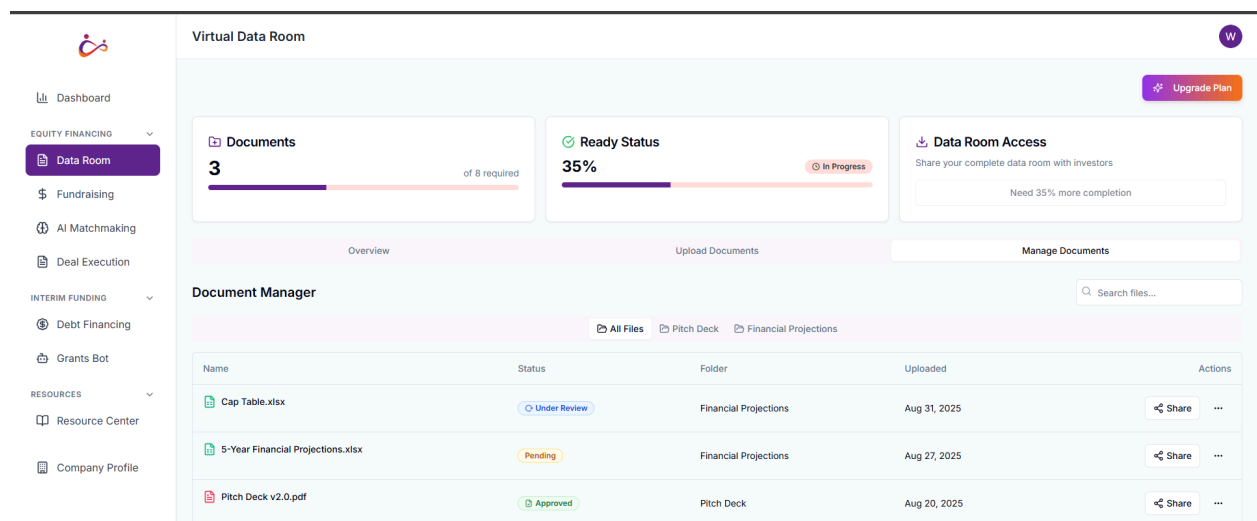 Virtual Data Room
W
Dashboard
EQUITY FINANCING
Data Room
Fundraising
AI Matchmaking
Deal Execution
INTERIM FUNDING
Debt Financing
Grants Bot
RESOURCES
Resource Center
Company Profile
Upgrade Plan
Documents
3
of 8 required
Ready Status
35%
In Progress
Data Room Access
Share your complete data room with investors
Need 35% more completion
Overview Upload Documents Manage Documents
Document Manager
Search files...
All Files Pitch Deck Financial Projections
Name Status Folder Uploaded Actions
Cap Table.xlsx Under Review Financial Projections Aug 31, 2025 Share ...
5-Year Financial Projections.xlsx Pending Financial Projections Aug 27, 2025 Share ...
Pitch Deck v2.0.pdf Approved Pitch Deck Aug 20, 2025 Share ...